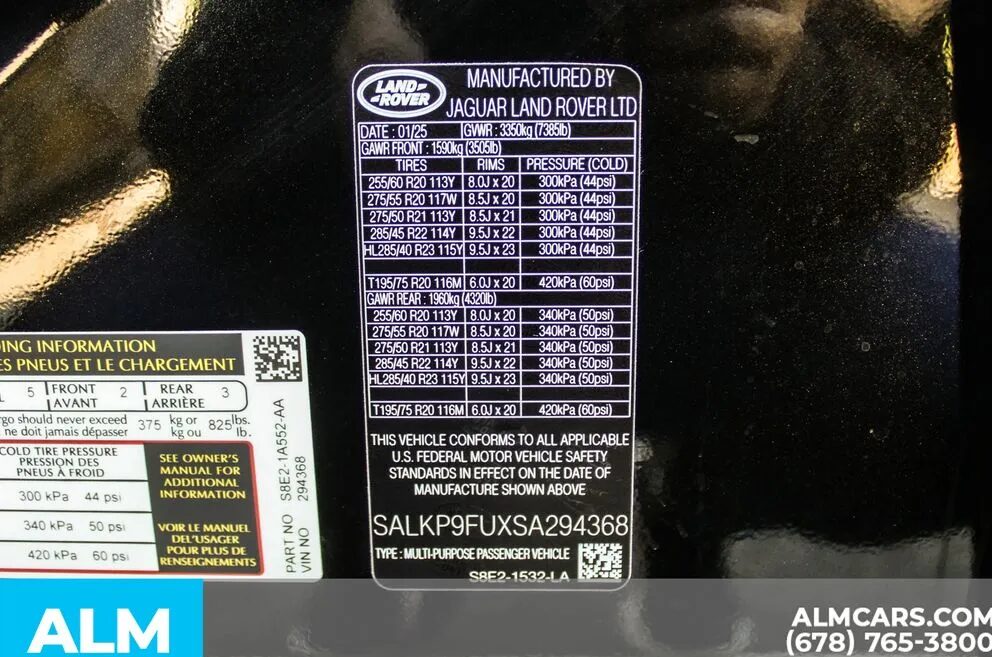 LAND-
-ROVER
MANUFACTURED BY
JAGUAR LAND ROVER LTD
DATE : 01/25 GVWR : 3350kg (7385lb)
GAWR FRONT : 1590kg (3505lb)
TIRES RIMS PRESSURE (COLD)
255/60 R20 113Y 8.0J x 20 300kPa (44psi)
275/55 R20 117W 8.5J x 20 300kPa (44psi)
275/50 R21 113Y 8.5J x 21 300kPa (44psi)
285/45 R22 114Y 9.5J x 22 300kPa (44psi)
HL285/40 R23 115Y 9.5J x 23 300kPa (44psi)
T195/75 R20 116M 6.0J x 20 420kPa (60psi)
GAWR REAR : 1960kg (4320lb)
255/60 R20 113Y 8.0J x 20 340kPa (50psi)
275/55 R20 117W 8.5J x 20 340kPa (50psi)
275/50 R21 113Y 8.5J x 21 340kPa (50psi)
285/45 R22 114Y 9.5J x 22 340kPa (50psi)
HL285/40 R23 115Y 9.5J x 23 340kPa (50psi)
T195/75 R20 116M 6.0J x 20 420kPa (60psi)
THIS VEHICLE CONFORMS TO ALL APPLICABLE
U.S. FEDERAL MOTOR VEHICLE SAFETY
STANDARDS IN EFFECT ON THE DATE OF
MANUFACTURE SHOWN ABOVE
SALKP9FUXSA294368
TYPE : MULTI-PURPOSE PASSENGER VEHICLE
S8E2-1532-LA
ING INFORMATION
ES PNEUS ET LE CHARGEMENT
5 FRONT 2 REAR 3
AVANT ARRIÈRE
should never exceed 375 kg or 825 lbs.
ne doit jamais dépasser kg ou lb.
COLD TIRE PRESSURE
PRESSION DES
PNEUS À FROID
300 kPa 44 psi
340 kPa 50 psi
420 kPa 60 psi
SEE OWNER'S
MANUAL FOR
ADDITIONAL
INFORMATION
VOIR LE MANUEL
DEL'USAGER
POUR PLUS DE
RENSEIGNEMENTS
PART NO S8E2-1A552-AA
VIN NO 294368
ALM
ALMCARS.COM
(678) 765-3800